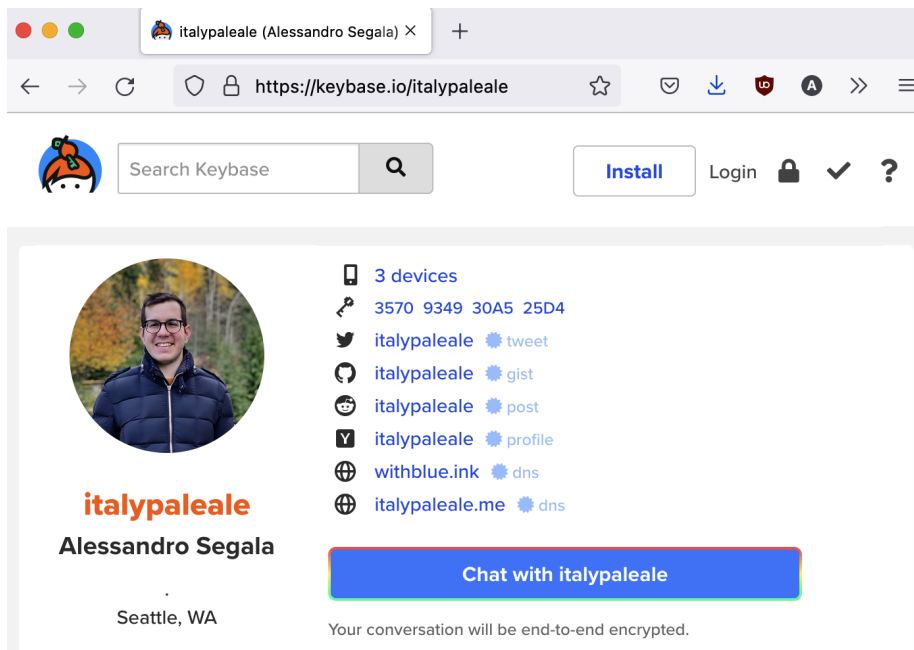 italypaleale (Alessandro Segala)
https://keybase.io/italypaleale
A
Search Keybase
Install
Login
?
3 devices
3570 9349 30A5 25D4
italypaleale tweet
italypaleale gist
italypaleale post
Y
italypaleale profile
withblue.ink dns
italypaleale.me dns
italypaleale
Alessandro Segala
.
Seattle, WA
Chat with italypaleale
Your conversation will be end-to-end encrypted.